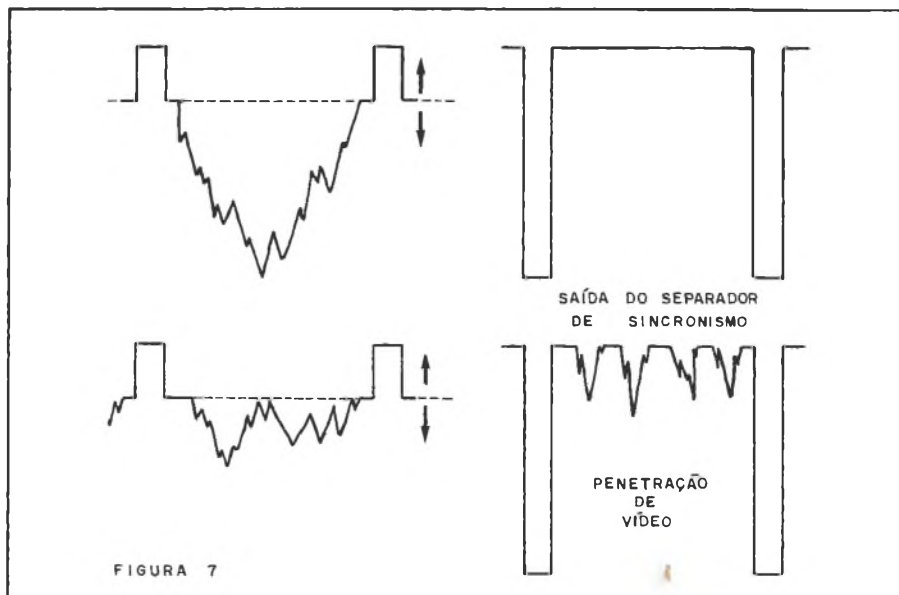 SAÍDA DO SEPARADOR
DE SINCRONISMO
PENETRAÇÃO
DE
VÍDEO
FIGURA 7